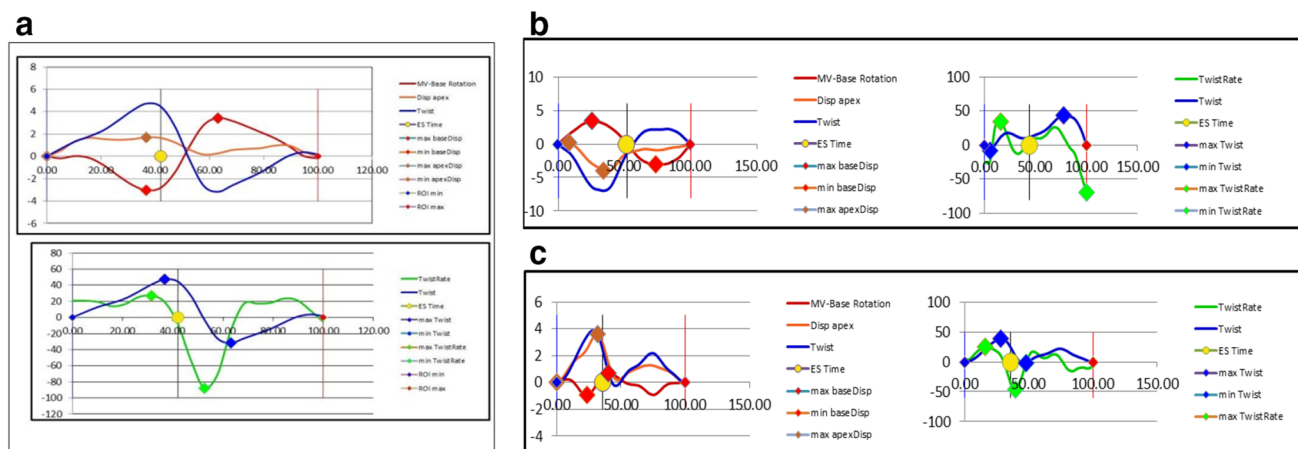 a
8
6
4
2
0
-2
-4
-6
0.00 20.00 40.00 60.00 80.00 100.00 120.00
MV-Base Rotation
Disp apex
Twist
ES Time
max baseDisp
min baseDisp
max apexDisp
min apexDisp
ROI min
ROI max
80
60
40
20
0
-20
-40
-60
-80
-100
-120
0.00 20.00 40.00 60.00 80.00 100.00 120.00
TwistRate
Twist
ES Time
max Twist
min Twist
max TwistRate
min TwistRate
ROI min
ROI max
b
10
5
0
-5
-10
0.00 50.00 100.00 150.00
MV-Base Rotation
Disp apex
Twist
ES Time
max baseDisp
min baseDisp
max apexDisp
100
50
0
-50
-100
0.00 50.00 100.00 150.00
TwistRate
Twist
ES Time
max Twist
min Twist
max TwistRate
min TwistRate
c
6
4
2
0
-2
-4
0.00 50.00 100.00 150.00
MV-Base Rotation
Disp apex
Twist
ES Time
max baseDisp
min baseDisp
max apexDisp
100
50
0
-50
-100
0.00 50.00 100.00 150.00
TwistRate
Twist
ES Time
max Twist
min Twist
max TwistRate